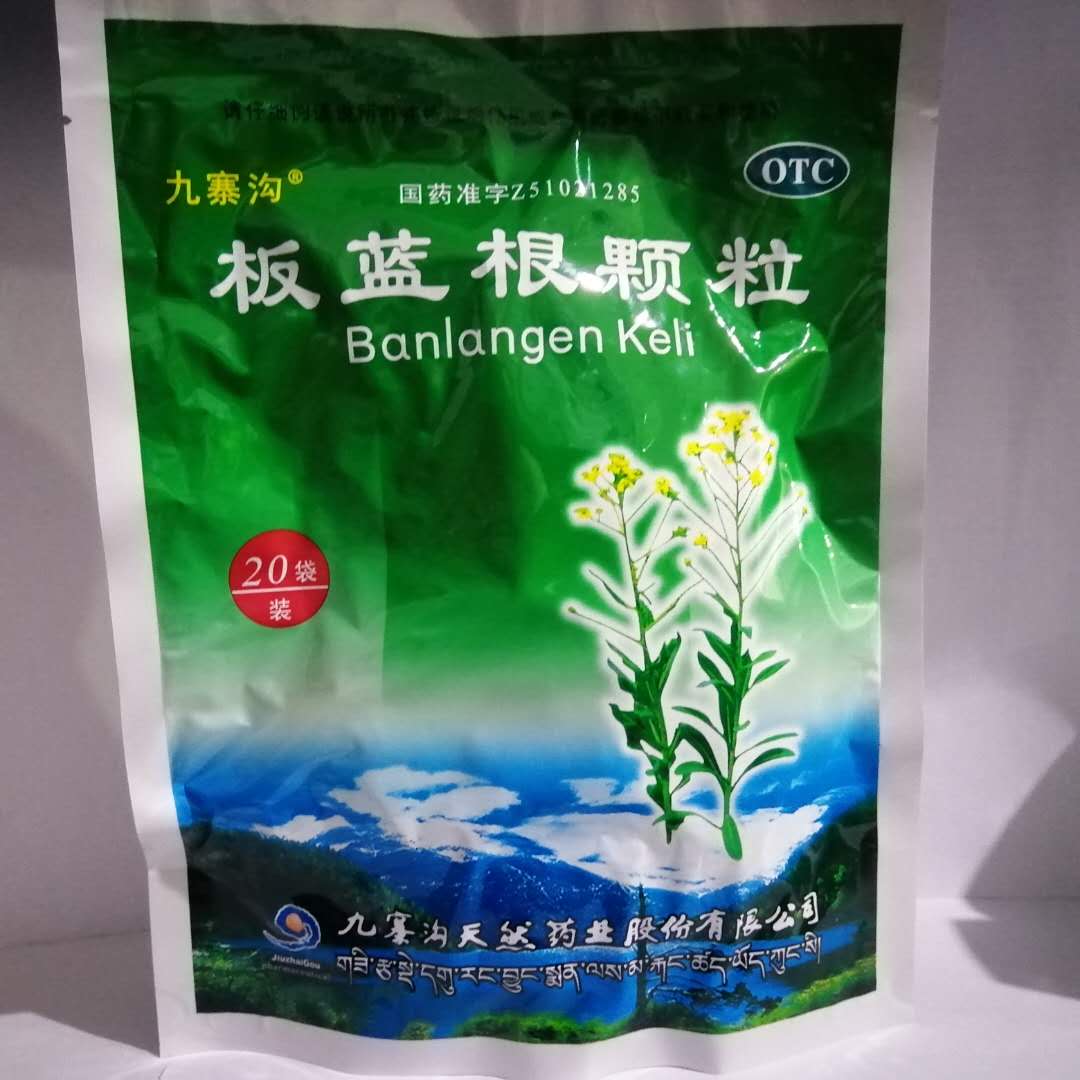 九寨沟®
国药准字Z51021285
OTC
板蓝根颗粒
Banlangen Keli
20袋
装
九寨沟天然药业股份有限公司
JiuzhaiGou
pharmaceutical